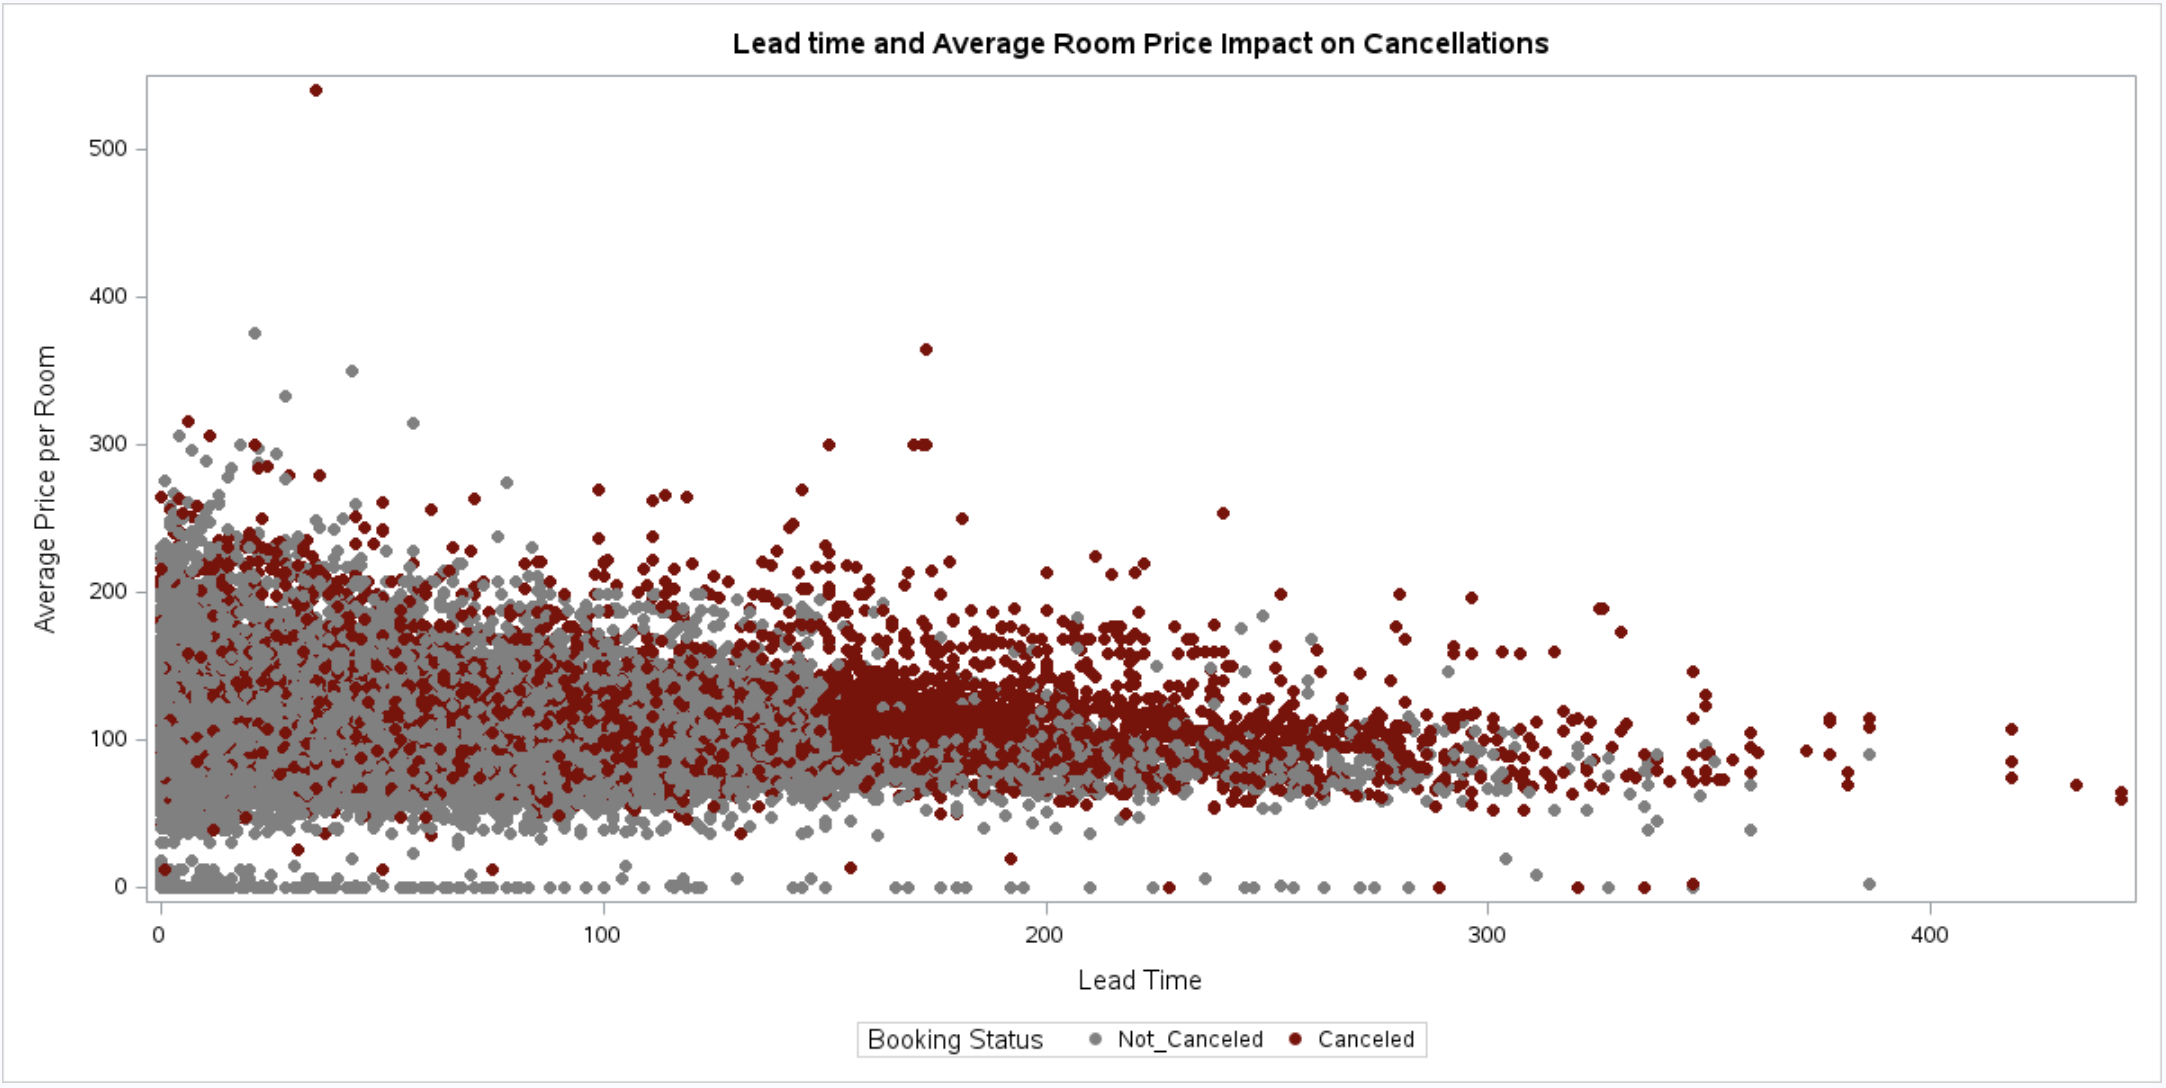 Lead time and Average Room Price Impact on Cancellations
Average Price per Room
500
400
300
200
100
0
0 100 200 300 400
Lead Time
Booking Status Not_Canceled Canceled